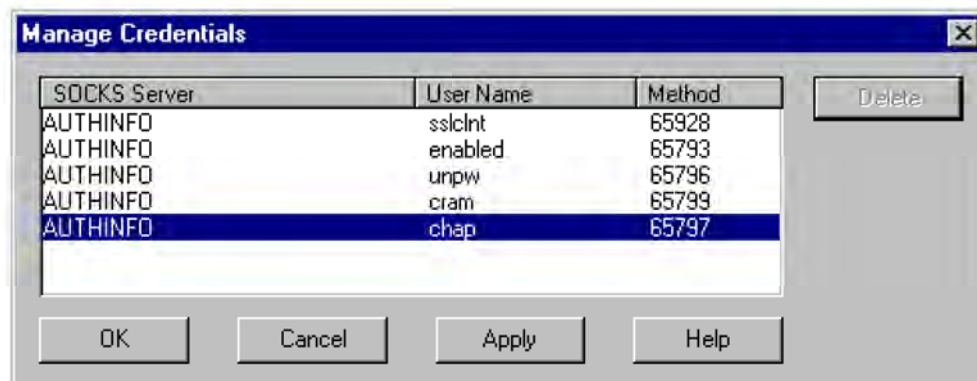 Manage Credentials
SOCKS Server User Name Method
Delete
AUTHINFO sslclnt 65928
AUTHINFO enabled 65793
AUTHINFO unpw 65796
AUTHINFO cram 65799
AUTHINFO chap 65797
OK Cancel Apply Help